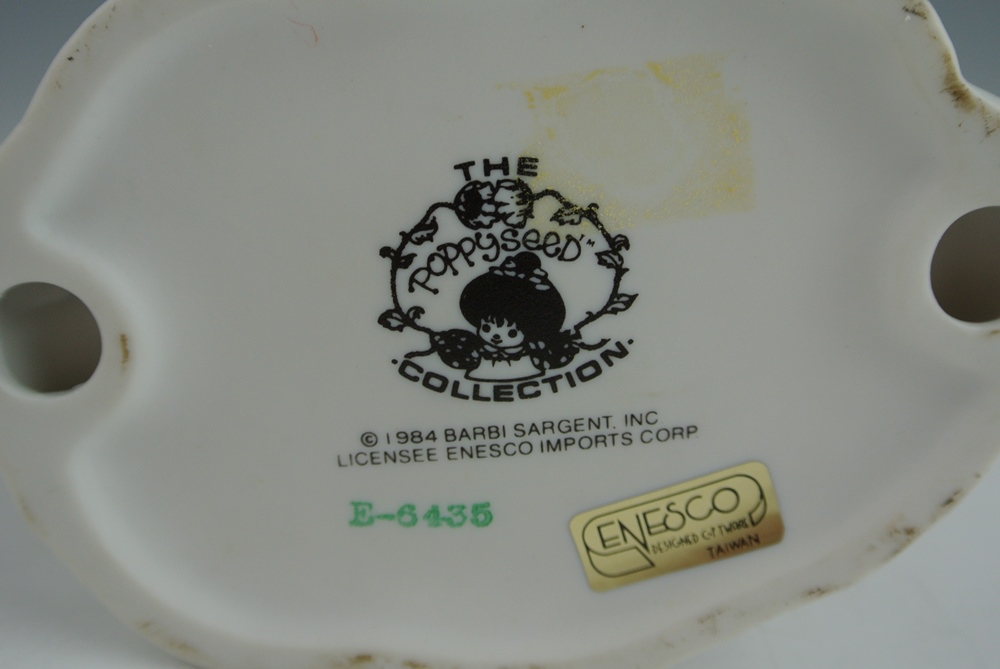 THE
POPPYSEED™
·COLLECTION·
© 1984 BARBI SARGENT. INC
LICENSEE ENESCO IMPORTS CORP.
E-6435
ENESCO
DESIGNED GIFTWARE
TAIWAN